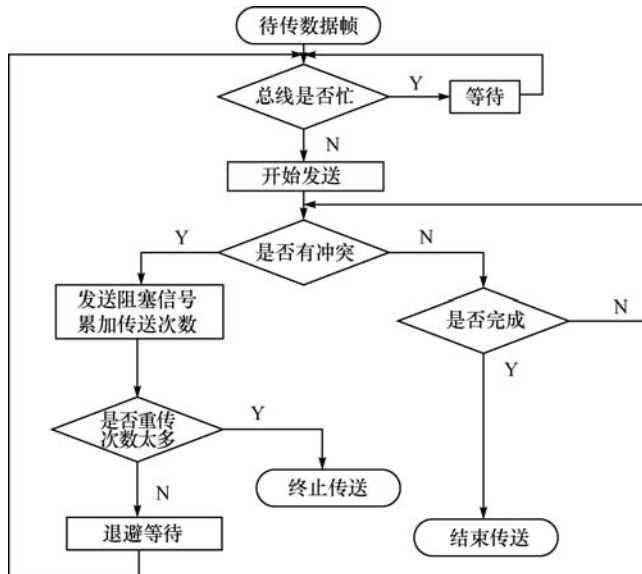 待传数据帧
总线是否忙
Y
等待
N
开始发送
Y
是否有冲突
N
发送阻塞信号
累加传送次数
是否完成
N
Y
是否重传
次数太多
Y
N
终止传送
退避等待
结束传送